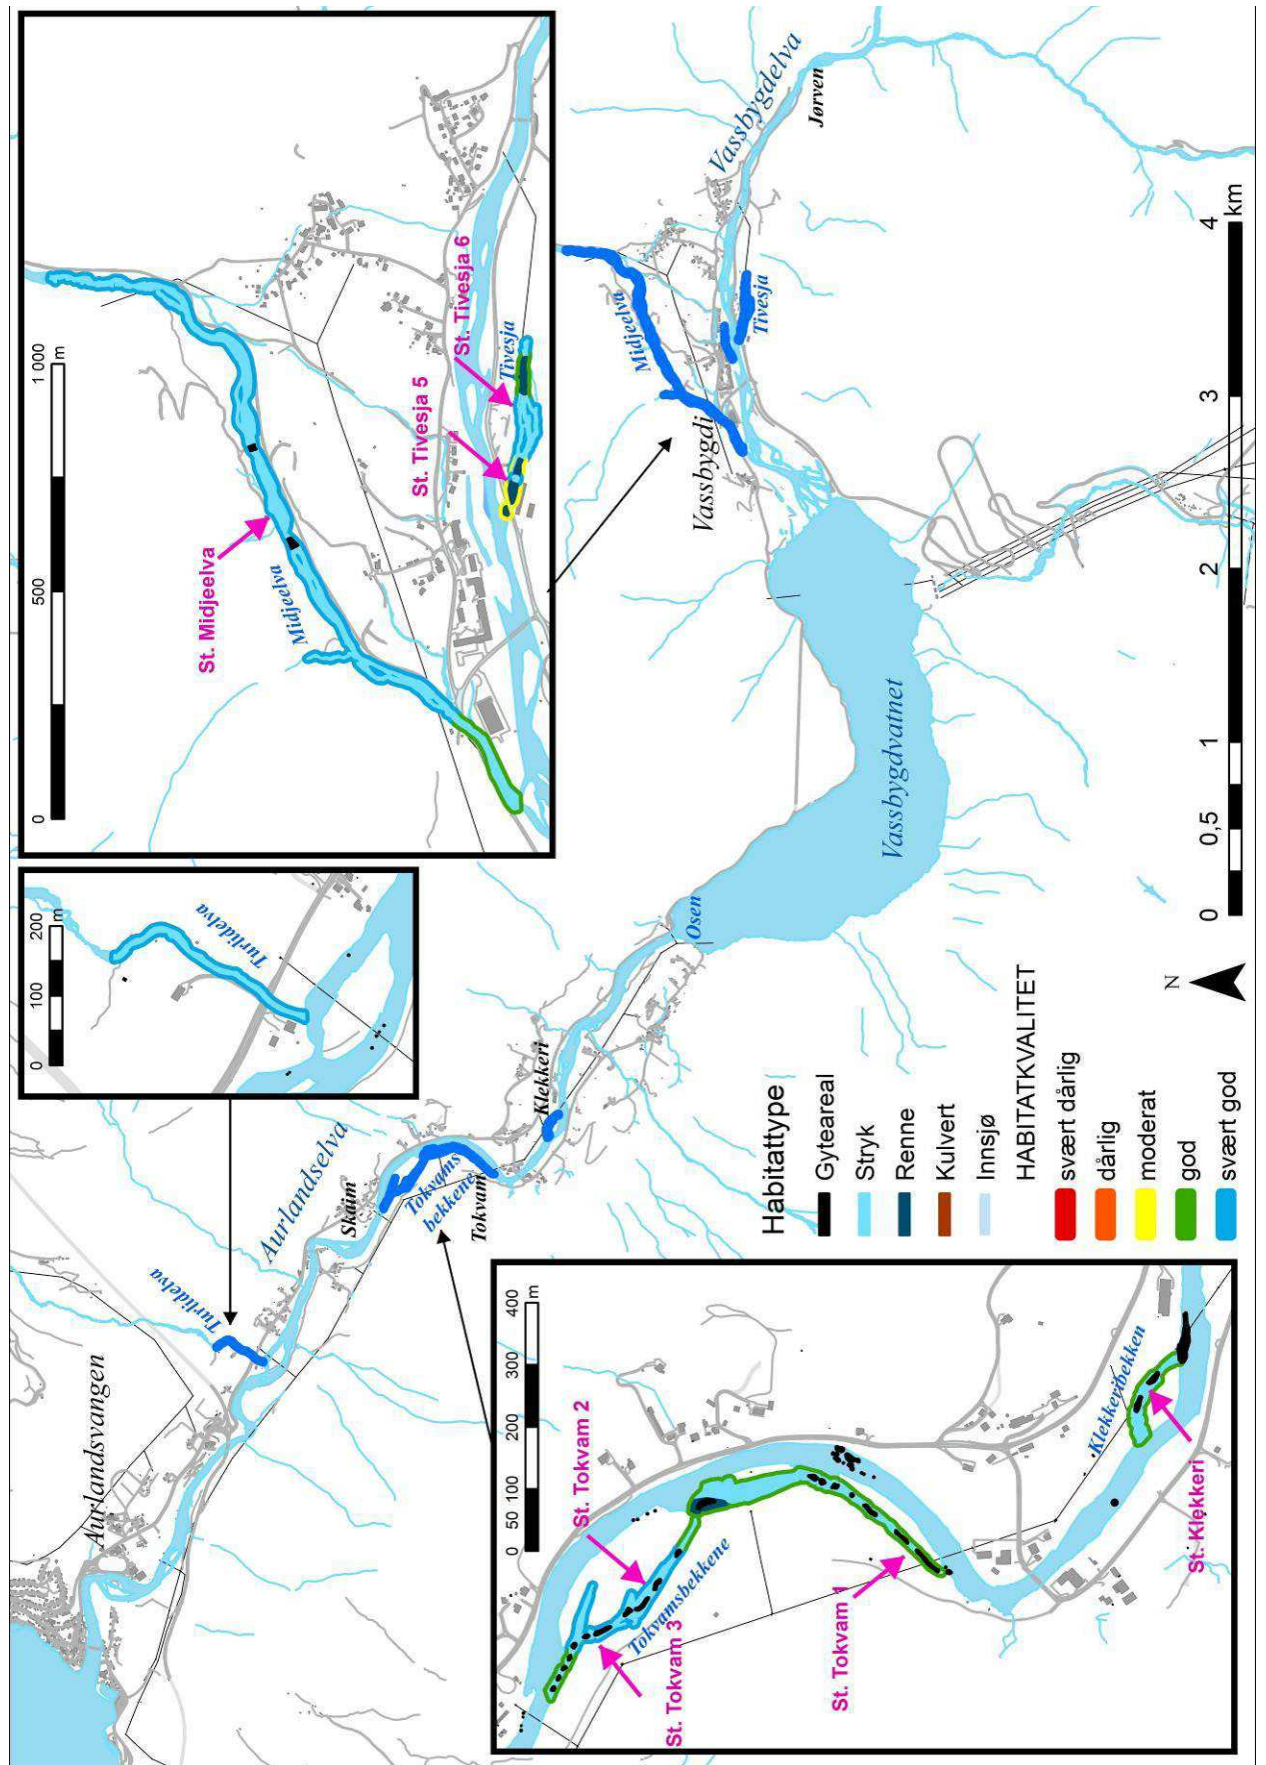 0 500 1 000
m
St. Midjeelva
Midjeelva
St. Tivesja 5
St. Tivesja 6
Tivesja
0 100 200
m
Turlidelva
Aurlandsvangen
Turlidelva
Aurlandselva
Skaim
Tokvams
bekkene
Tokvam
Klekkeri
Osen
Vassbygdvatnet
Vassbygdi
Midjeelva
Tivesja
Vassbygdelva
Jørven
0 50 100 200 300 400
m
St. Tokvam 2
St. Tokvam 3
Tokvamsbekkene
St. Tokvam 1
Klekkeribekken
St. Klekkeri
Habitattype
Gyteareal
Stryk
Renne
Kulvert
Innsjø
HABITATKVALITET
svært dårlig
dårlig
moderat
god
svært god
N
0 0,5 1 2 3 4
km